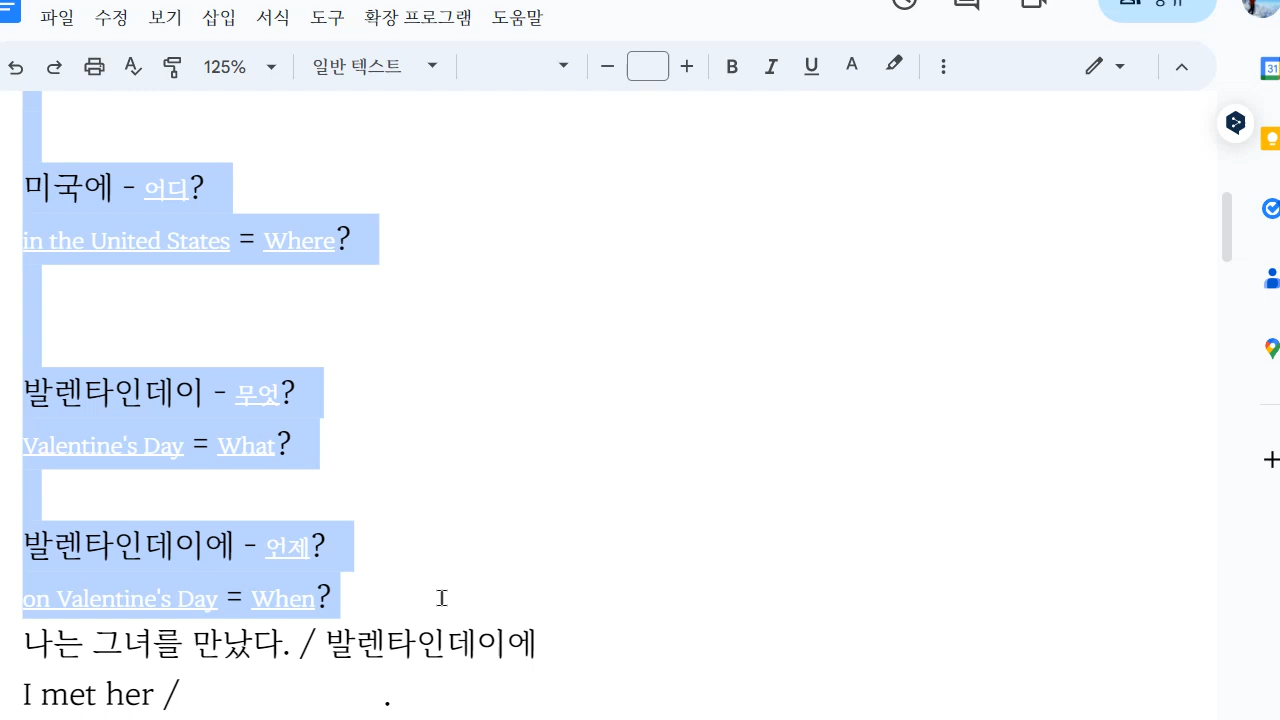 파일 수정 보기 삽입 서식 도구 확장 프로그램 도움말
125% 일반 텍스트 B I U A
31
미국에 - 어디?
in the United States = Where?
발렌타인데이 - 무엇?
Valentine's Day = What?
발렌타인데이에 - 언제?
on Valentine's Day = When?
나는 그녀를 만났다. / 발렌타인데이에
I met her / .